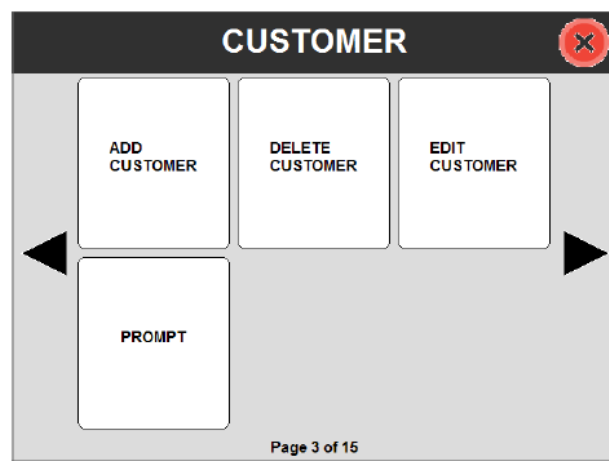 CUSTOMER
ADD
CUSTOMER
DELETE
CUSTOMER
EDIT
CUSTOMER
PROMPT
Page 3 of 15